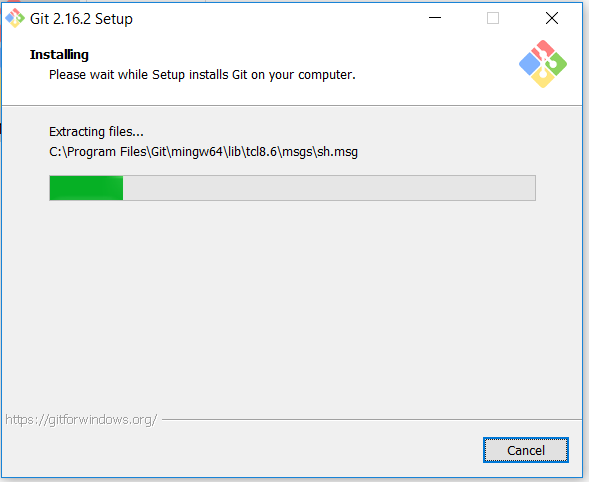 Git 2.16.2 Setup
Installing
Please wait while Setup installs Git on your computer.
Extracting files...
C:\Program Files\Git\mingw64\lib\tcl8.6\msgs\sh.msg
https://gitforwindows.org/
Cancel